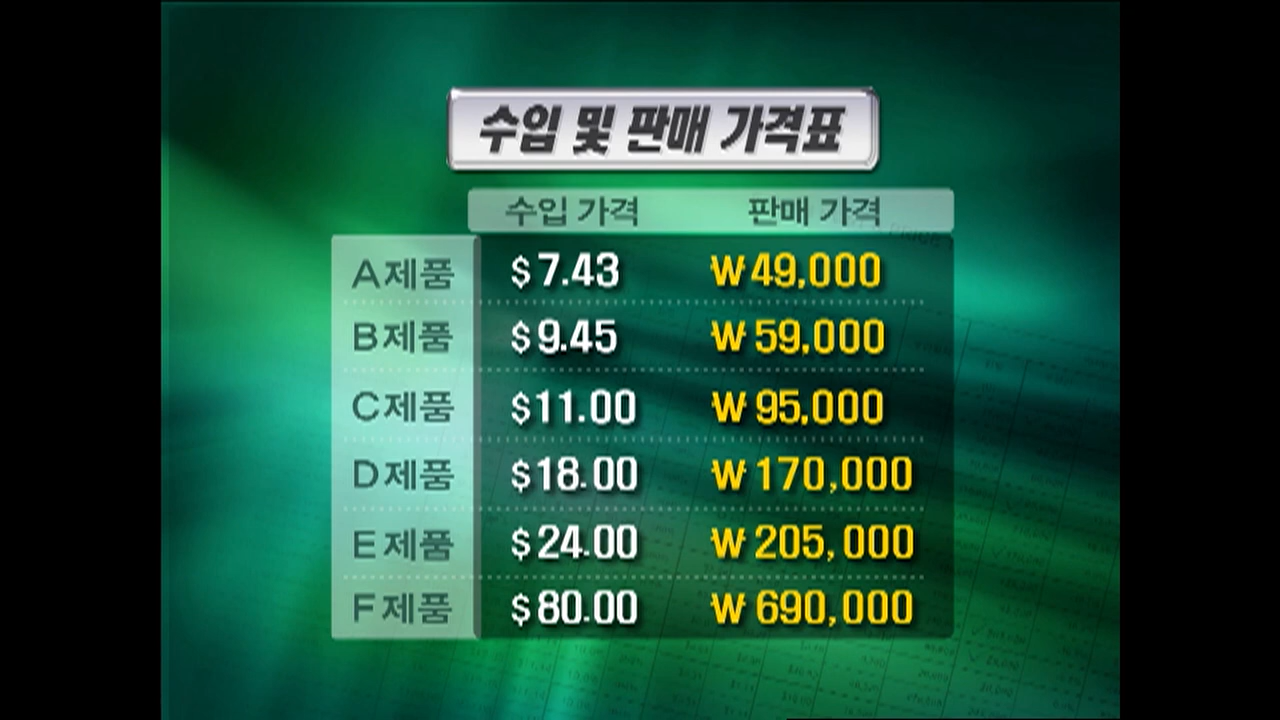 수입 및 판매 가격표
수입 가격 판매 가격
A제품 $7.43 ₩49,000
B제품 $9.45 ₩59,000
C제품 $11.00 ₩95,000
D제품 $18.00 ₩170,000
E제품 $24.00 ₩205,000
F제품 $80.00 ₩690,000